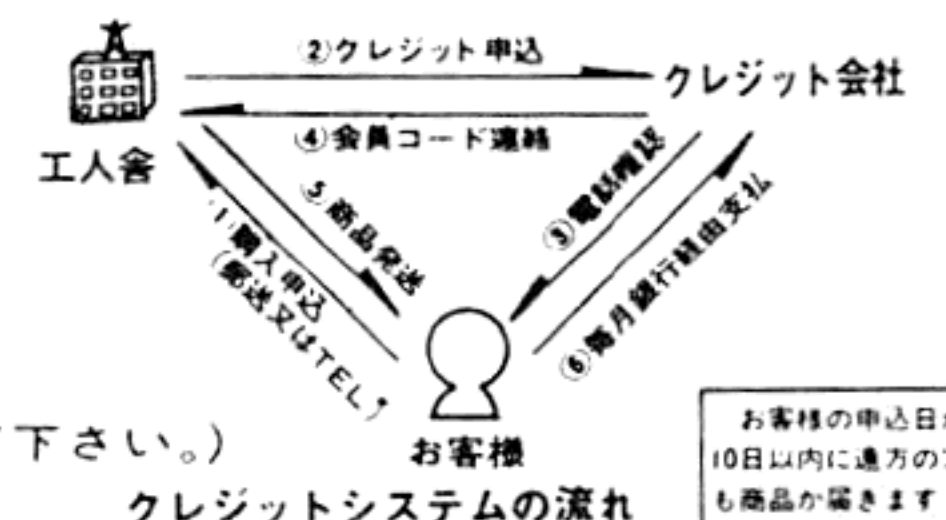 ②クレジット申込
クレジット会社
④会員コード連絡
工人舎
③電話確認
⑤商品発送
①購入申込
(郵送又はTEL)
⑥毎月銀行経由支払
下さい。)
お客様
クレジットシステムの流れ
お客様の申込日
10日以内に遠方の
も商品が届きます